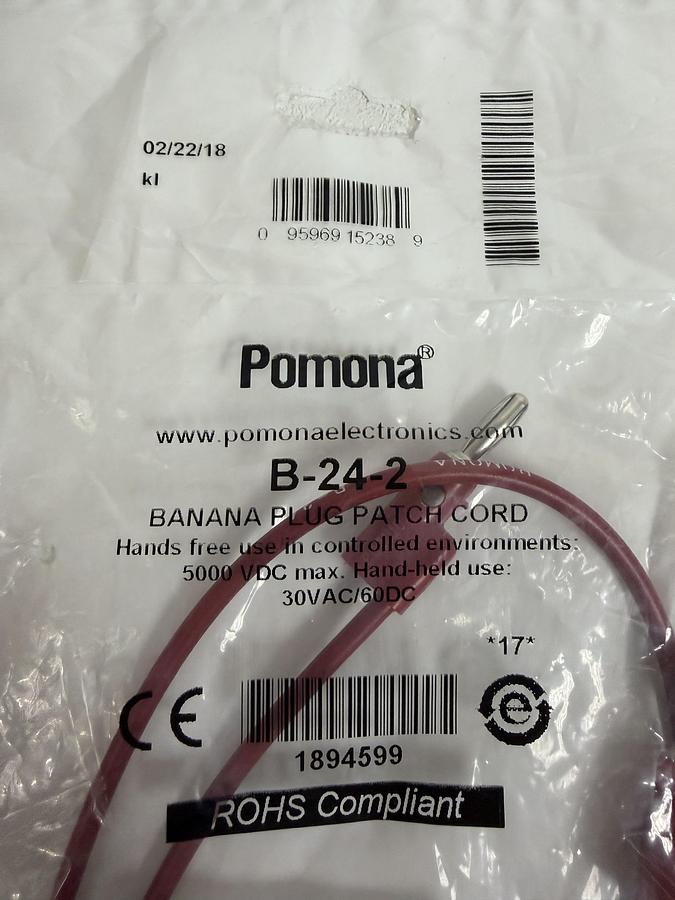 02/22/18
kl
0 95969 15238 9
Pomona®
www.pomonaelectronics.com
B-24-2
POMONA
BANANA PLUG PATCH CORD
Hands free use in controlled environments:
5000 VDC max. Hand-held use:
30VAC/60DC
*17*
CE
e
1894599
ROHS Compliant